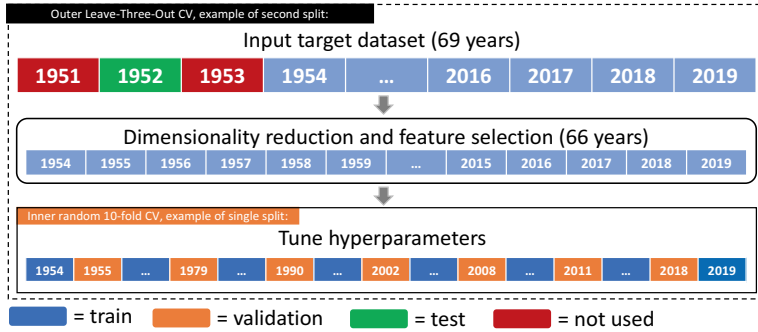 Outer Leave-Three-Out CV, example of second split:
Input target dataset (69 years)
1951 1952 1953 1954 ... 2016 2017 2018 2019
Dimensionality reduction and feature selection (66 years)
1954 1955 1956 1957 1958 1959 ... 2015 2016 2017 2018 2019
Inner random 10-fold CV, example of single split:
Tune hyperparameters
1954 1955 ... 1979 ... 1990 ... 2002 ... 2008 ... 2011 ... 2018 2019
= train = validation = test = not used